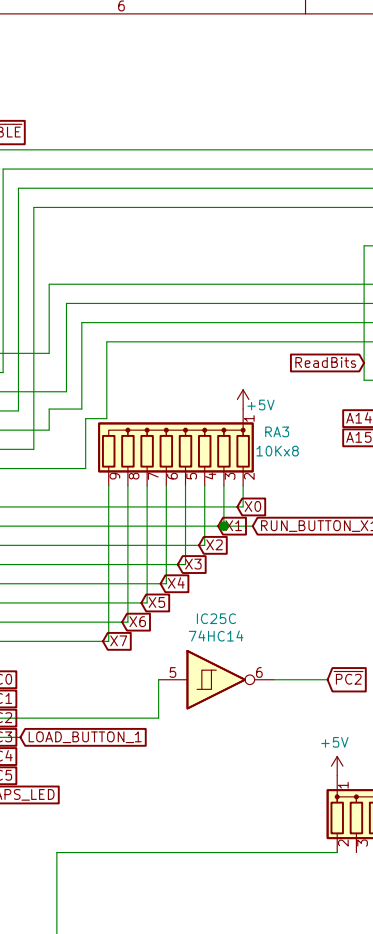 6
BLE
ReadBits
+5V
1
RA3
10Kx8
A14
A15
9 8 7 6 5 4 3 2
X0
X1 RUN_BUTTON_X1
X2
X3
X4
X5
X6
X7
IC25C
74HC14
5 6 PC2
C0
C1
C2
C3 LOAD_BUTTON_1
C4
C5
APS_LED
+5V
1
2 3